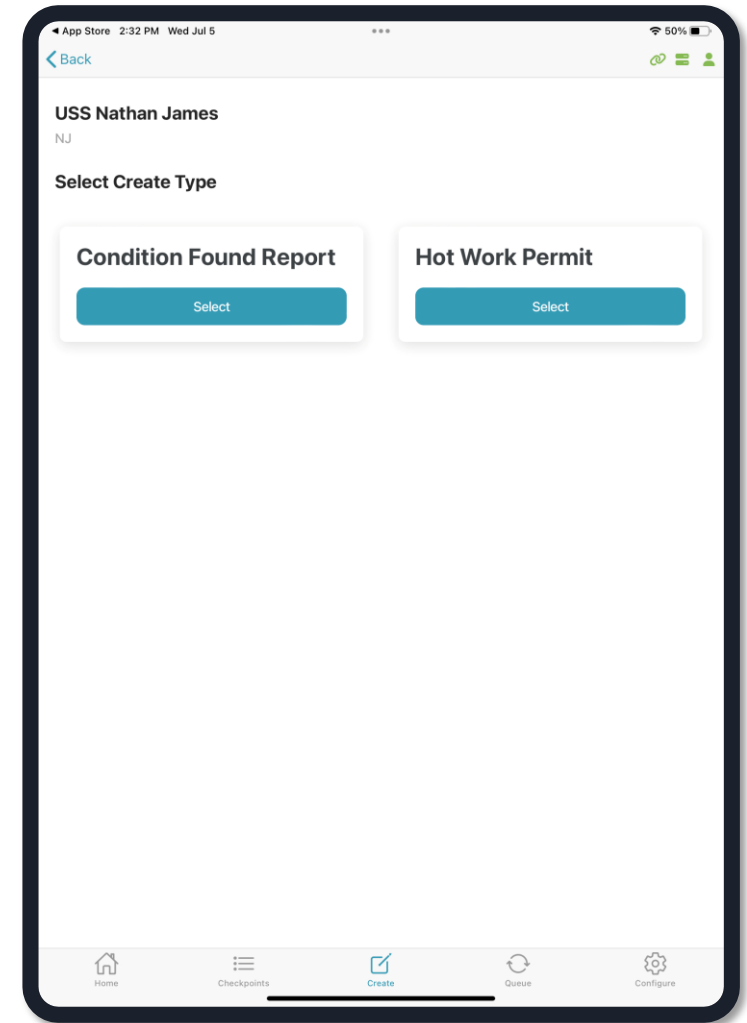 App Store 2:32 PM Wed Jul 5 50%
Back
USS Nathan James
NJ
Select Create Type
Condition Found Report
Select
Hot Work Permit
Select
Home Checkpoints Create Queue Configure